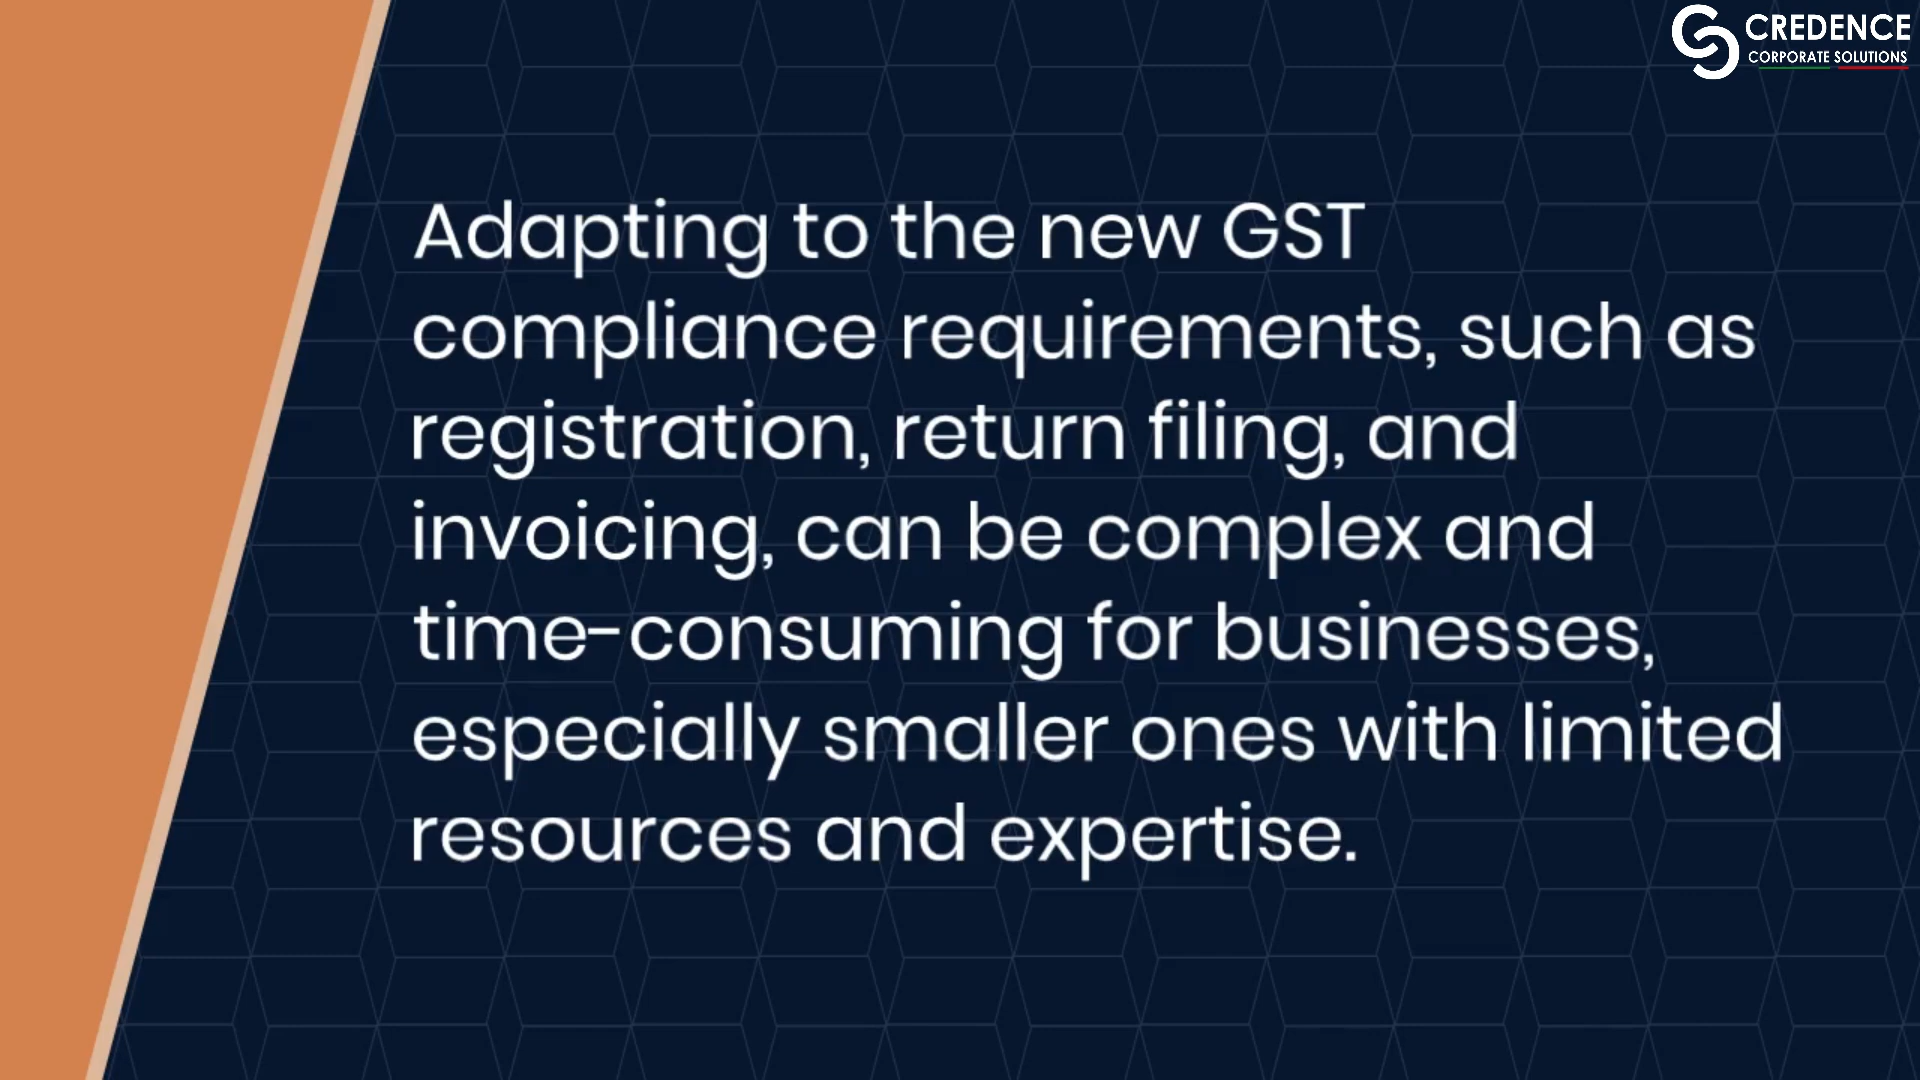 CREDENCE
CORPORATE SOLUTIONS
Adapting to the new GST
compliance requirements, such as
registration, return filing, and
invoicing, can be complex and
time-consuming for businesses,
especially smaller ones with limited
resources and expertise.